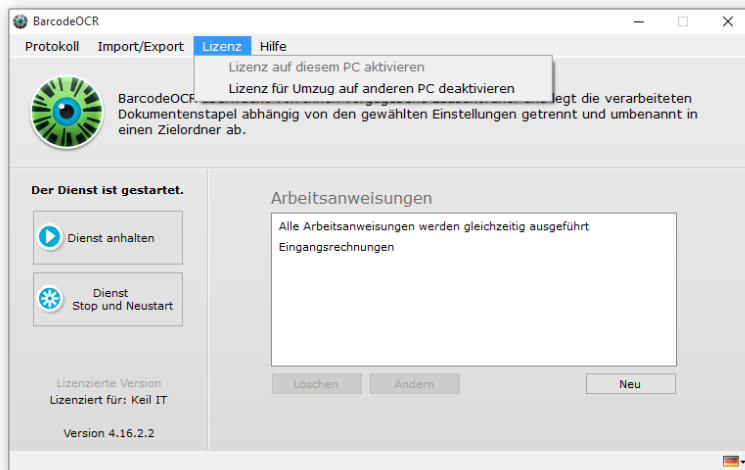 BarcodeOCR
Protokoll Import/Export Lizenz Hilfe
Lizenz auf diesem PC aktivieren
Lizenz für Umzug auf anderen PC deaktivieren
BarcodeOCR legt die verarbeiteten
Dokumentenstapel abhängig von den gewählten Einstellungen getrennt und umbenannt in
einen Zielordner ab.
Der Dienst ist gestartet.
Dienst anhalten
Dienst
Stop und Neustart
Arbeitsanweisungen
Alle Arbeitsanweisungen werden gleichzeitig ausgeführt
Eingangsrechnungen
Löschen Ändern Neu
Lizenzierte Version
Lizenziert für: Keil IT
Version 4.16.2.2